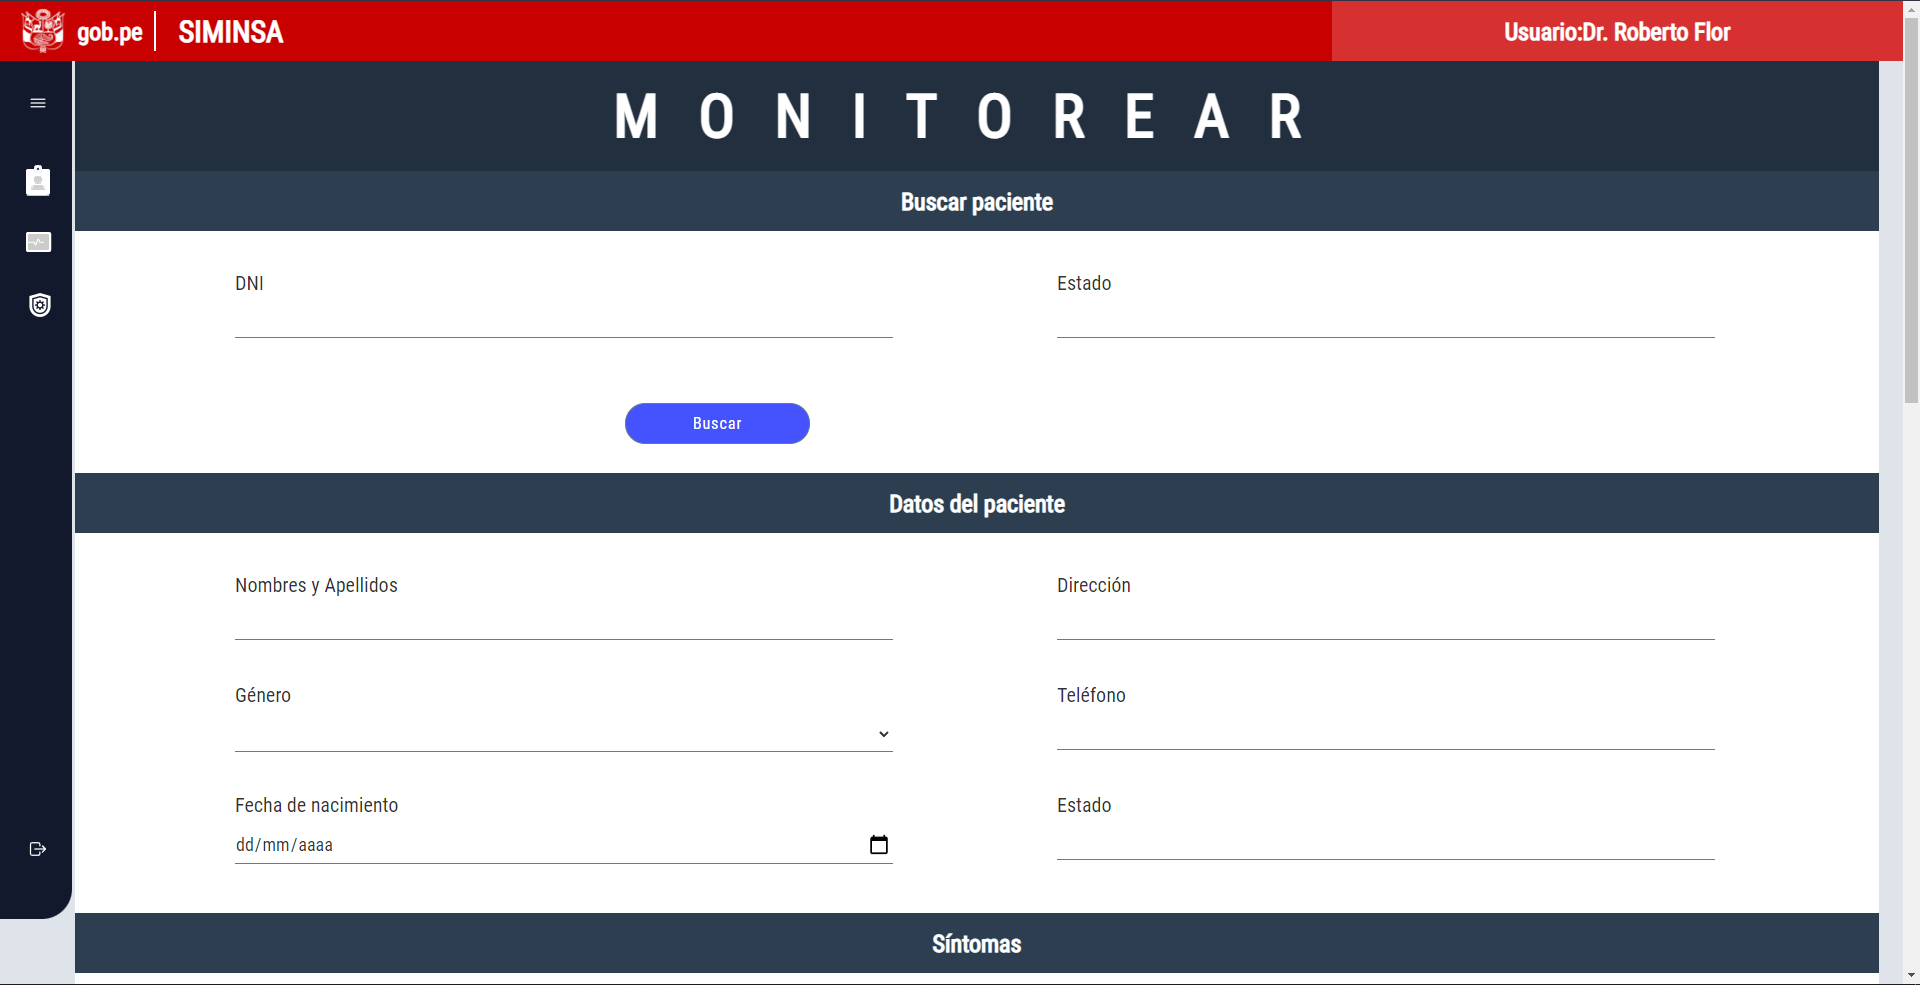 gob.pe
SIMINSA
Usuario:Dr. Roberto Flor
MONITOREAR
Buscar paciente
DNI
Estado
Buscar
Datos del paciente
Nombres y Apellidos
Dirección
Género
Teléfono
Fecha de nacimiento
Estado
dd/mm/aaaa
Síntomas